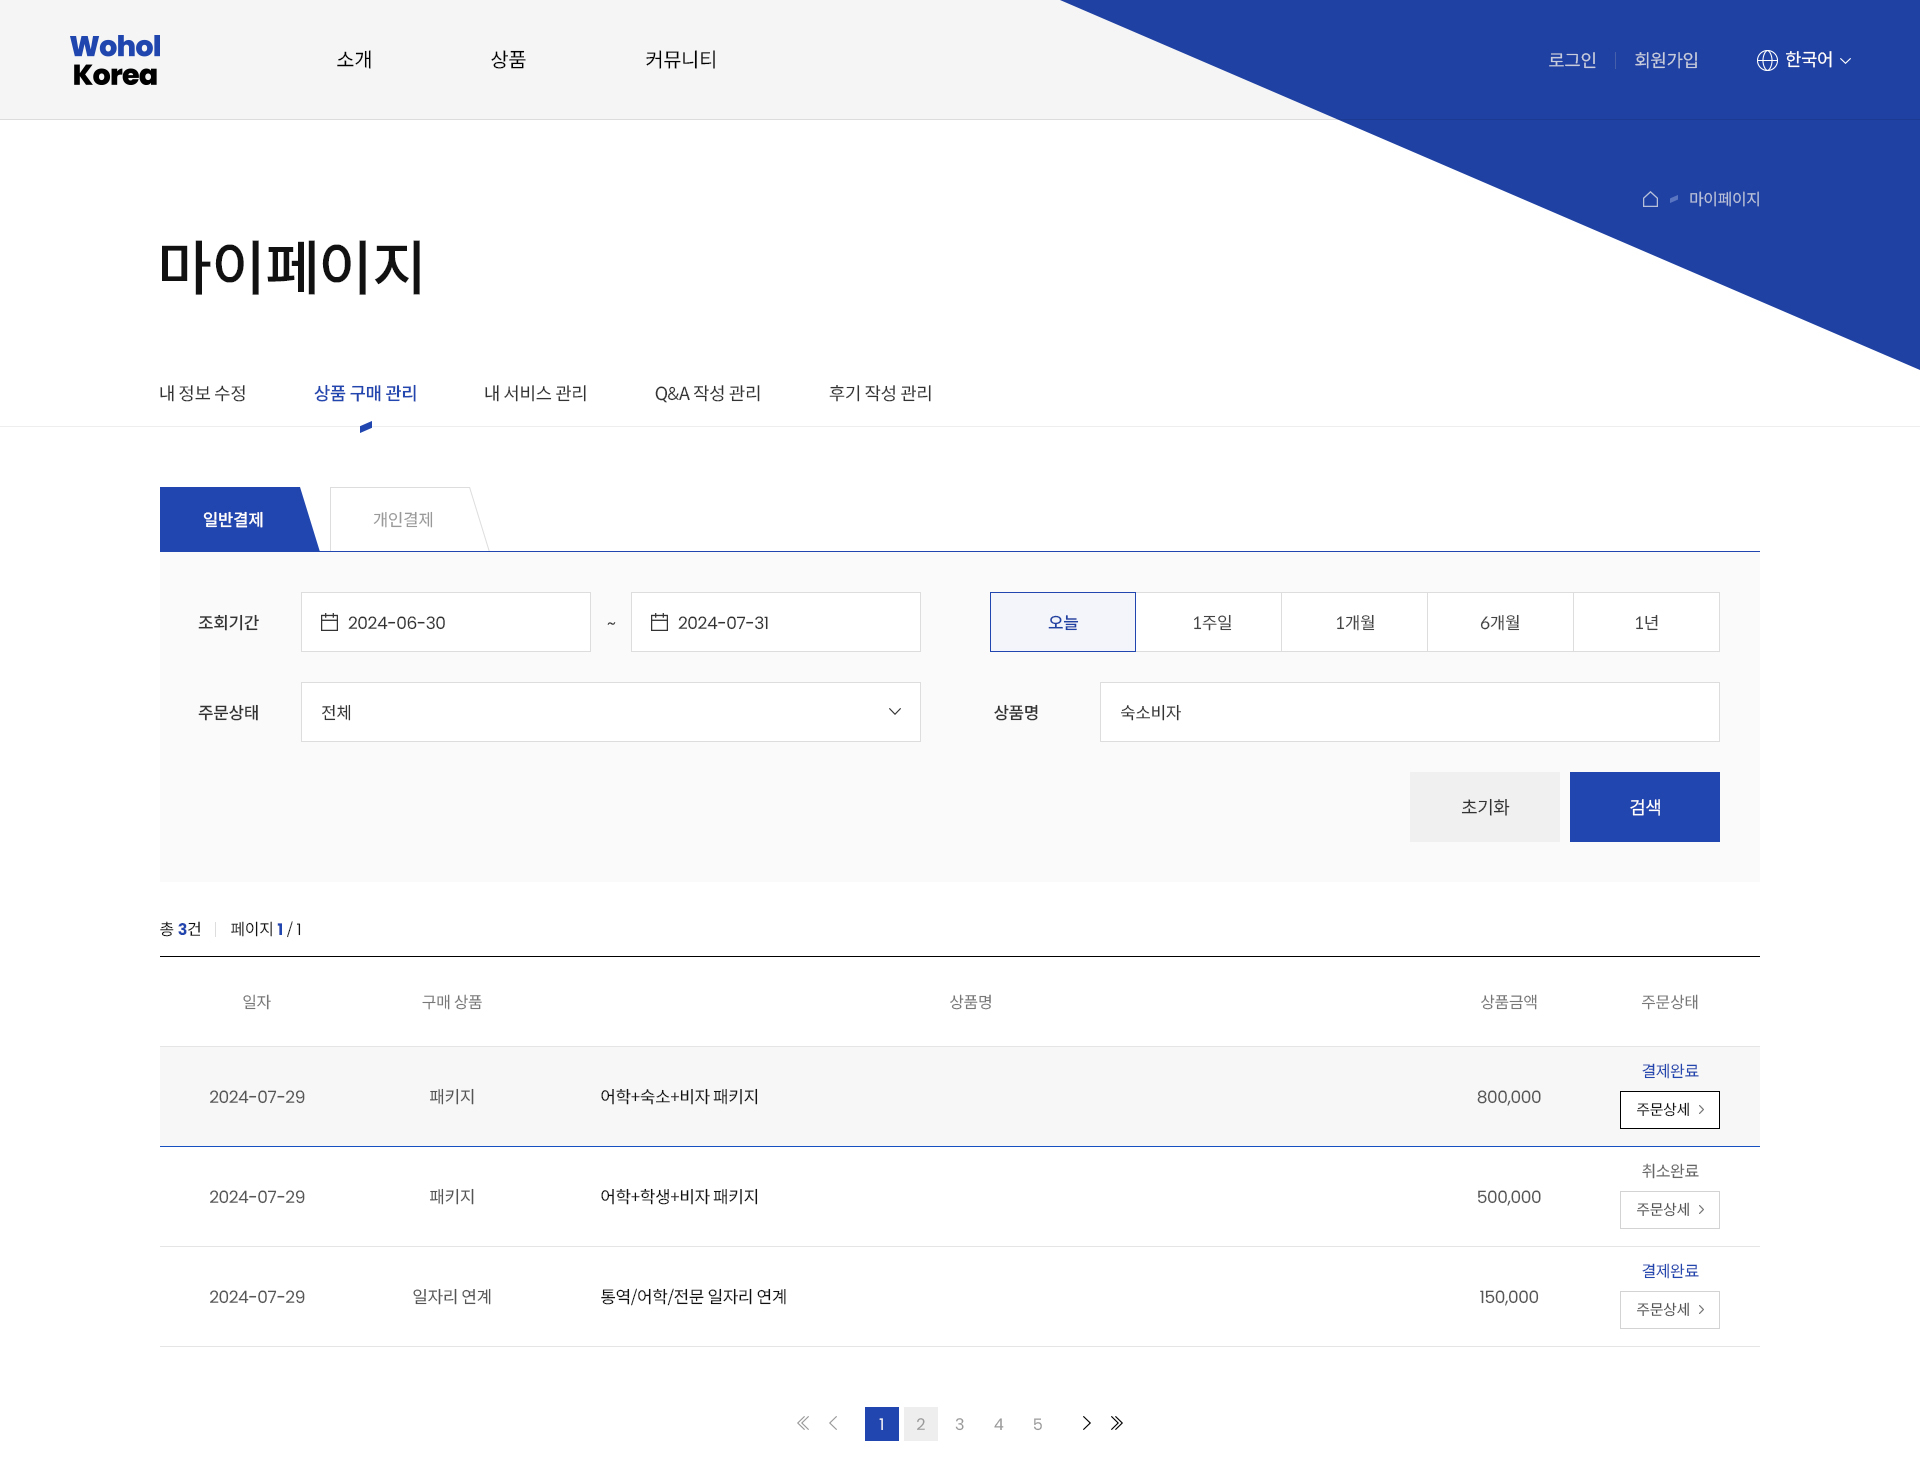 Wohol
Korea
소개
상품
커뮤니티
로그인
회원가입
한국어
마이페이지
마이페이지
내 정보 수정
상품 구매 관리
내 서비스 관리
Q&A 작성 관리
후기 작성 관리
일반결제
개인결제
조회기간
2024-06-30
~
2024-07-31
오늘
1주일
1개월
6개월
1년
주문상태
전체
상품명
숙소비자
초기화
검색
총 3건
페이지 1 / 1
일자
구매 상품
상품명
상품금액
주문상태
2024-07-29
패키지
어학+숙소+비자 패키지
800,000
결제완료
주문상세
2024-07-29
패키지
어학+학생+비자 패키지
500,000
취소완료
주문상세
2024-07-29
일자리 연계
통역/어학/전문 일자리 연계
150,000
결제완료
주문상세
1
2
3
4
5